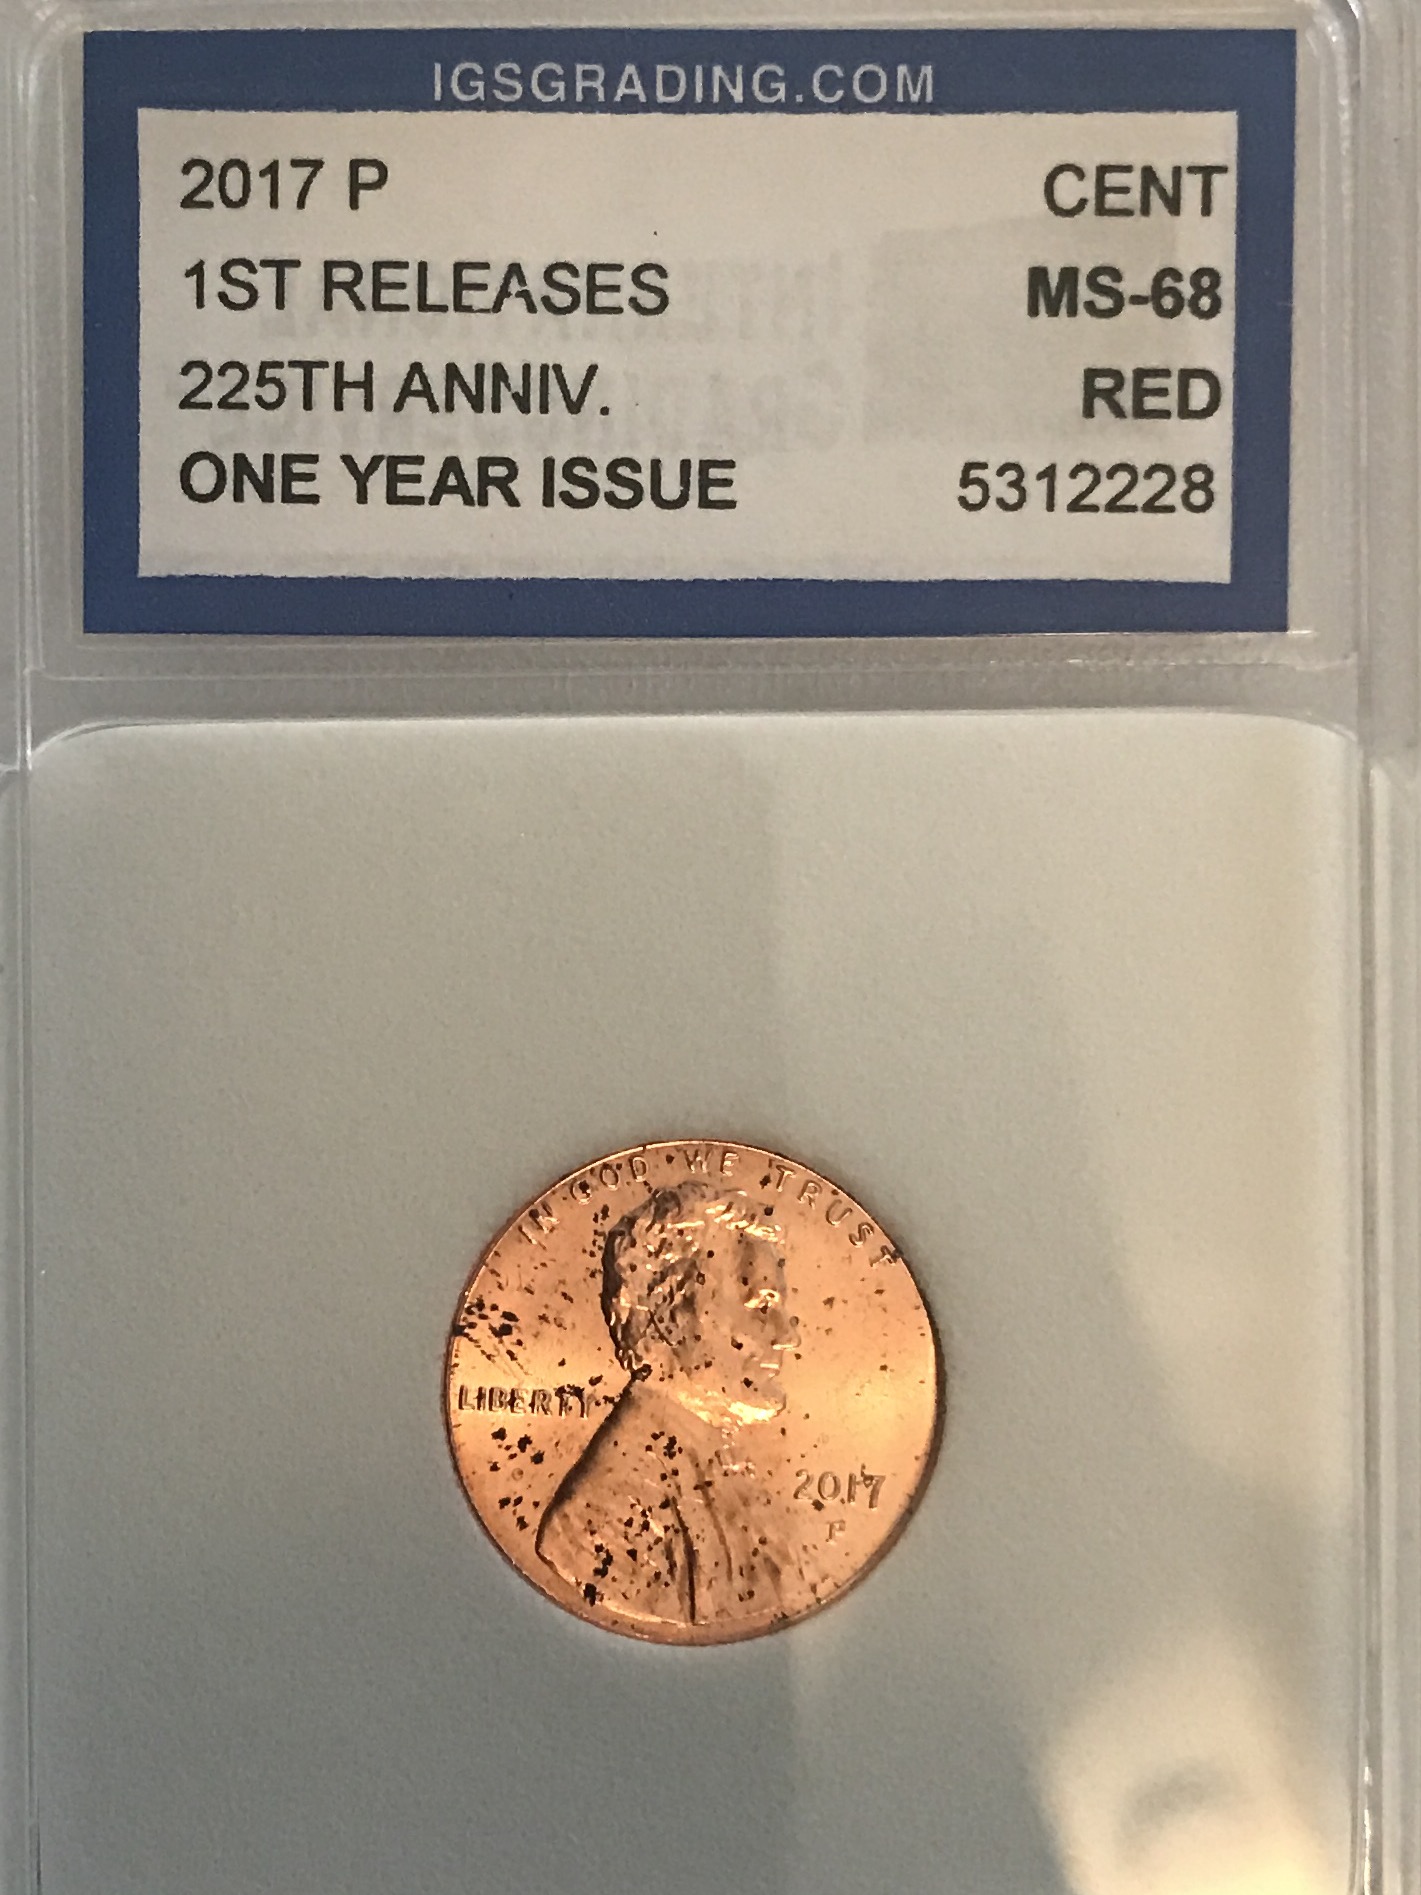 IGSGRADING.COM
2017 P CENT
1ST RELEASES MS-68
225TH ANNIV. RED
ONE YEAR ISSUE 5312228
IN GOD WE TRUST
LIBERTY
2017
P